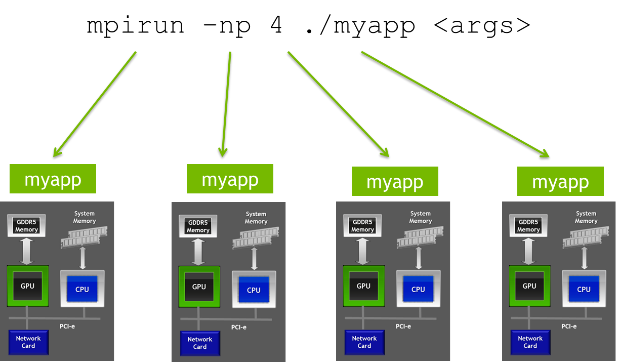 mpirun -np 4 ./myapp <args>
myapp
myapp
myapp
myapp
GDDR5
Memory
System
Memory
GPU
CPU
PCI-e
Network
Card
GDDR5
Memory
System
Memory
GPU
CPU
PCI-e
Network
Card
GDDR5
Memory
System
Memory
GPU
CPU
PCI-e
Network
Card
GDDR5
Memory
System
Memory
GPU
CPU
PCI-e
Network
Card